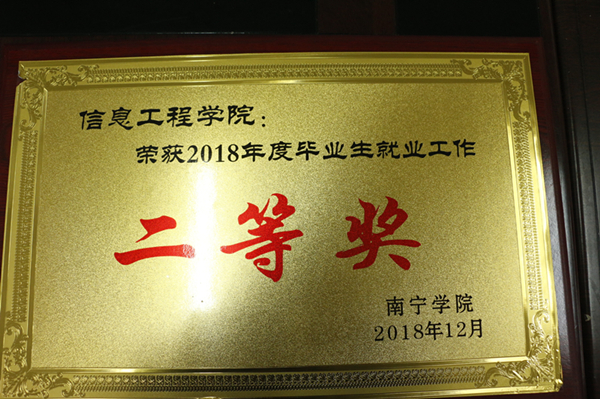 信息工程学院：
荣获2018年度毕业生就业工作
二等奖
南宁学院
2018年12月